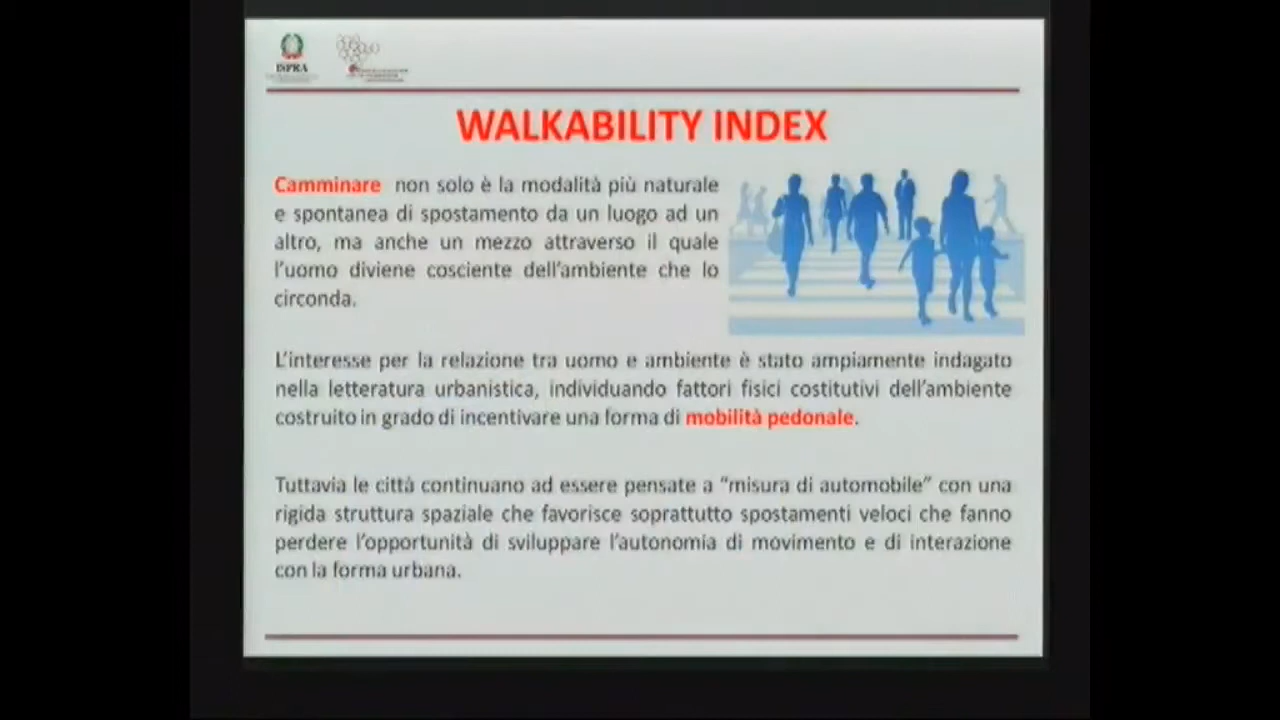 ISPRA
WALKABILITY INDEX
Camminare non solo è la modalità più naturale
e spontanea di spostamento da un luogo ad un
altro, ma anche un mezzo attraverso il quale
l'uomo diviene cosciente dell'ambiente che lo
circonda.
L'interesse per la relazione tra uomo e ambiente è stato ampiamente indagato
nella letteratura urbanistica, individuando fattori fisici costitutivi dell'ambiente
costruito in grado di incentivare una forma di mobilità pedonale.
Tuttavia le città continuano ad essere pensate a "misura di automobile" con una
rigida struttura spaziale che favorisce soprattutto spostamenti veloci che fanno
perdere l'opportunità di sviluppare l'autonomia di movimento e di interazione
con la forma urbana.